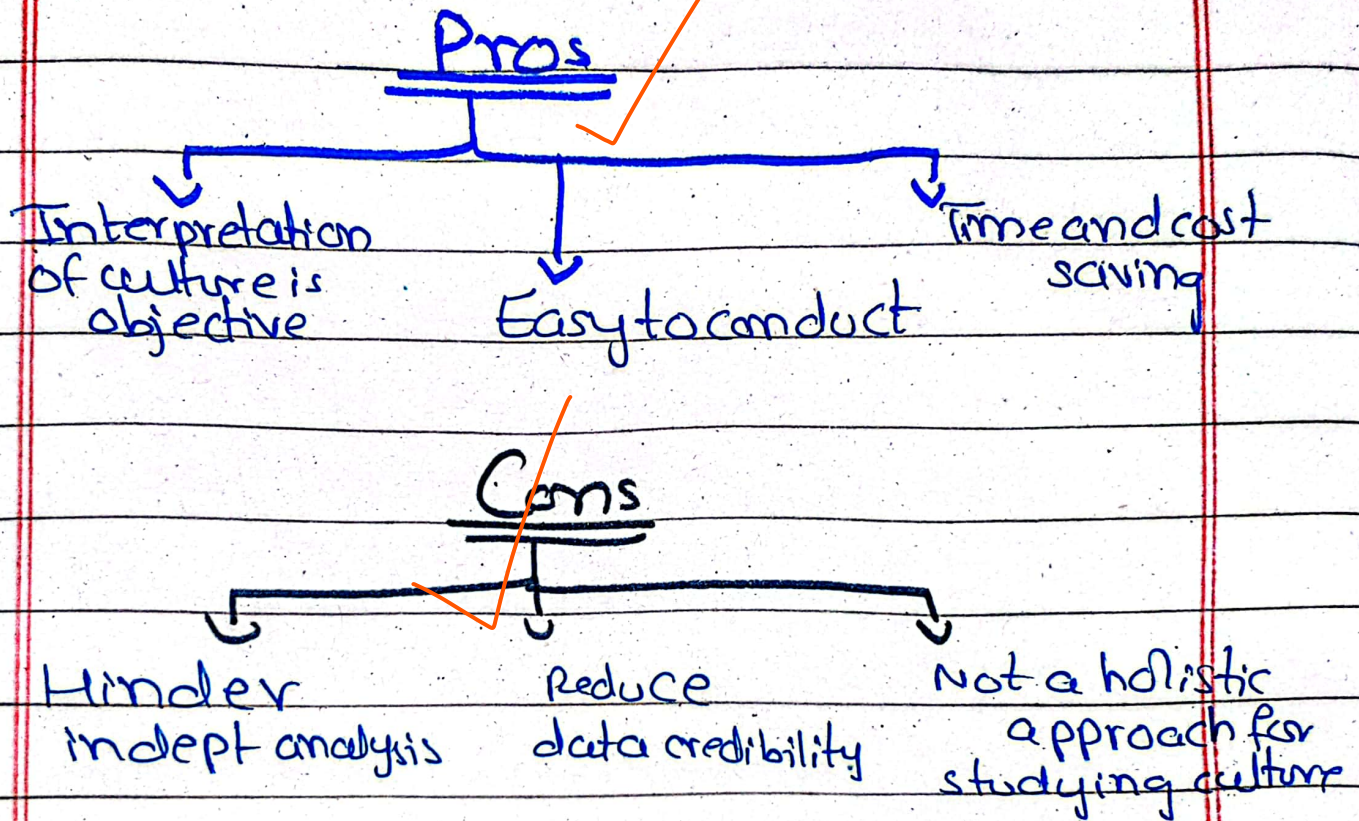 Pros
Interpretation
of culture is
objective
Easy to conduct
Time and cost
saving
Cons
Hinder
indept analysis
Reduce
data credibility
Not a holistic
approach for
studying culture